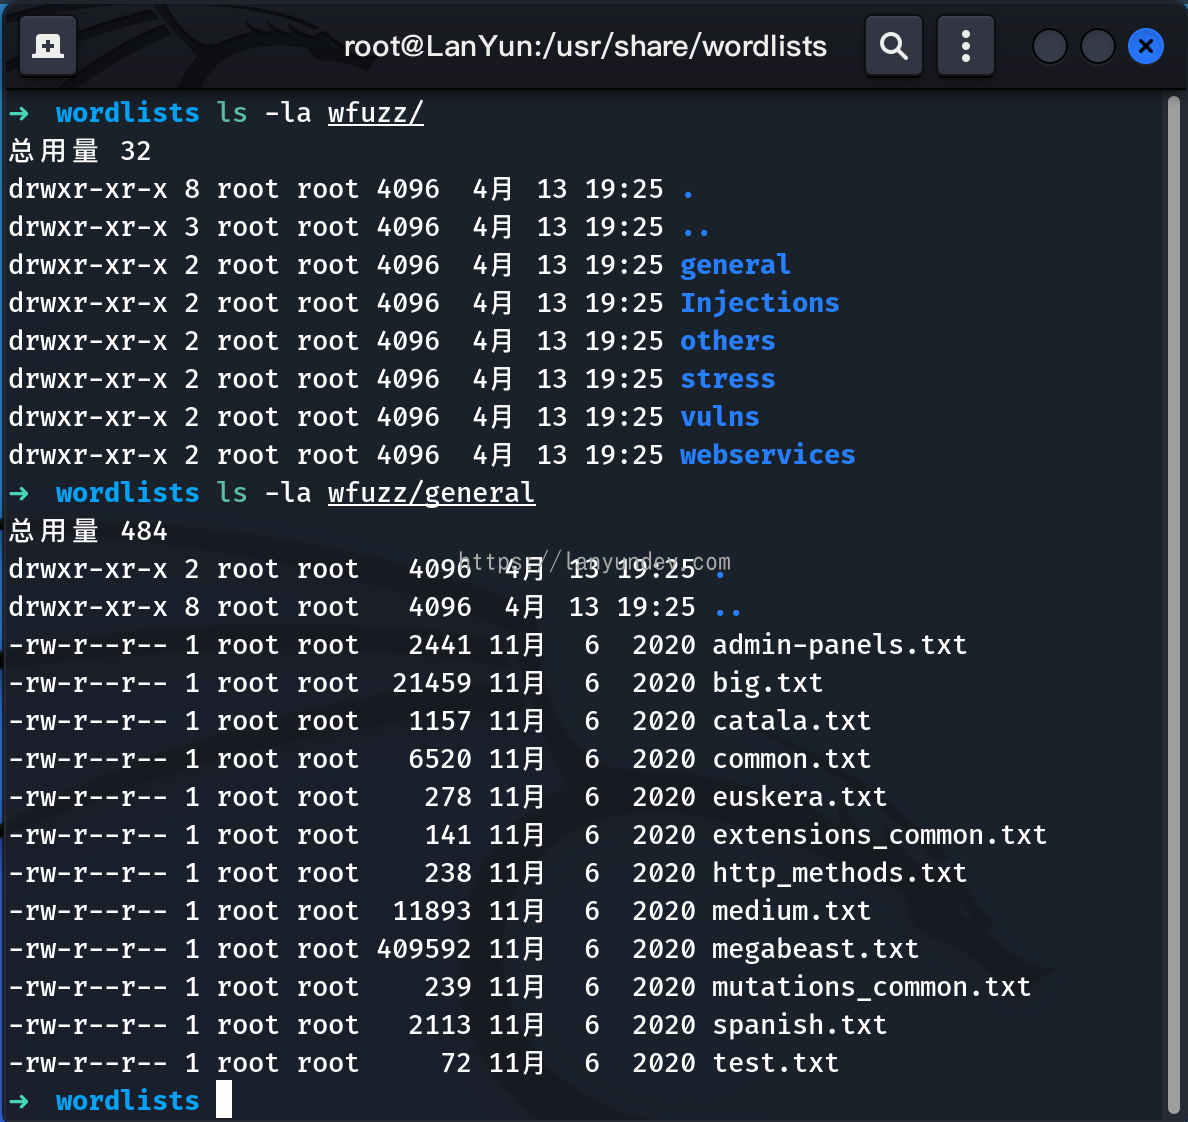 root@LanYun:/usr/share/wordlists
➜  wordlists ls -la wfuzz/
总用量 32
drwxr-xr-x 8 root root 4096  4月 13 19:25 .
drwxr-xr-x 3 root root 4096  4月 13 19:25 ..
drwxr-xr-x 2 root root 4096  4月 13 19:25 general
drwxr-xr-x 2 root root 4096  4月 13 19:25 Injections
drwxr-xr-x 2 root root 4096  4月 13 19:25 others
drwxr-xr-x 2 root root 4096  4月 13 19:25 stress
drwxr-xr-x 2 root root 4096  4月 13 19:25 vulns
drwxr-xr-x 2 root root 4096  4月 13 19:25 webservices
➜  wordlists ls -la wfuzz/general
总用量 484
https://lanyundev.com
drwxr-xr-x 2 root root   4096  4月 13 19:25 .
drwxr-xr-x 8 root root   4096  4月 13 19:25 ..
-rw-r--r-- 1 root root   2441 11月  6  2020 admin-panels.txt
-rw-r--r-- 1 root root  21459 11月  6  2020 big.txt
-rw-r--r-- 1 root root   1157 11月  6  2020 catala.txt
-rw-r--r-- 1 root root   6520 11月  6  2020 common.txt
-rw-r--r-- 1 root root    278 11月  6  2020 euskera.txt
-rw-r--r-- 1 root root    141 11月  6  2020 extensions_common.txt
-rw-r--r-- 1 root root    238 11月  6  2020 http_methods.txt
-rw-r--r-- 1 root root  11893 11月  6  2020 medium.txt
-rw-r--r-- 1 root root 409592 11月  6  2020 megabeast.txt
-rw-r--r-- 1 root root    239 11月  6  2020 mutations_common.txt
-rw-r--r-- 1 root root   2113 11月  6  2020 spanish.txt
-rw-r--r-- 1 root root     72 11月  6  2020 test.txt
➜  wordlists